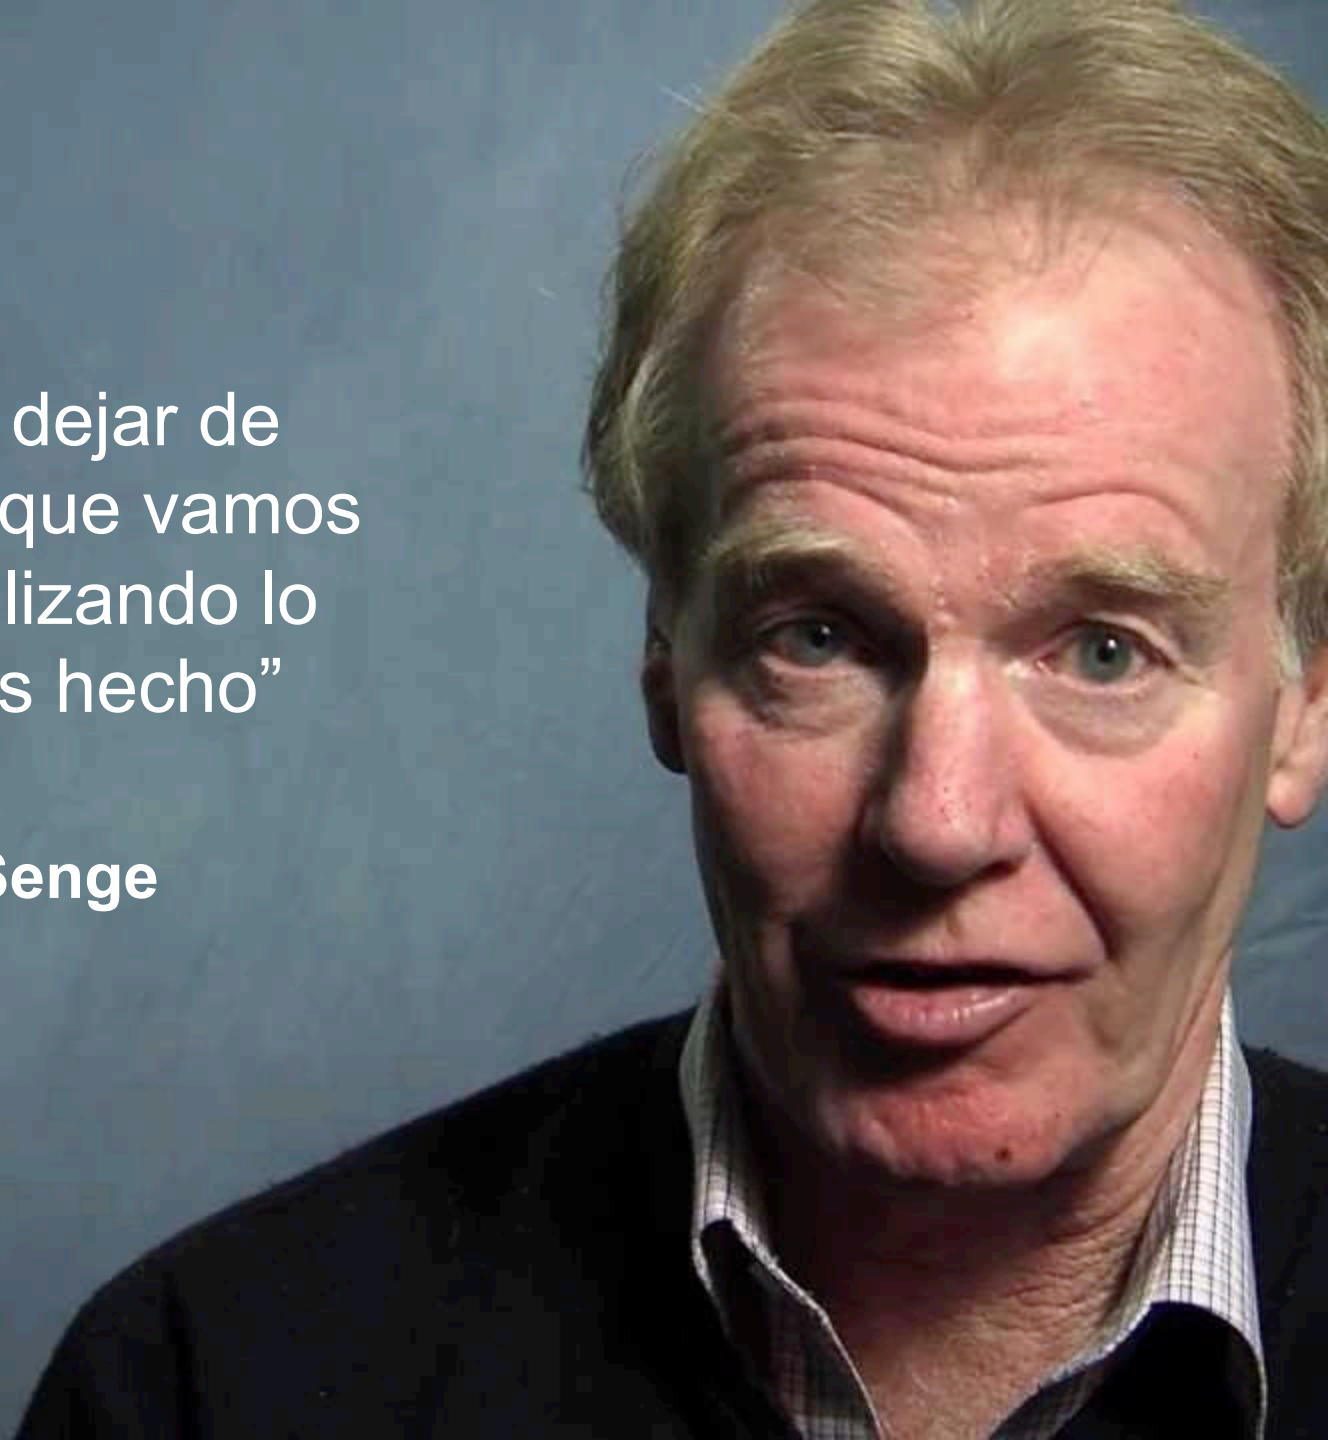 dejar de
que vamos
lizando lo
s hecho”
Senge